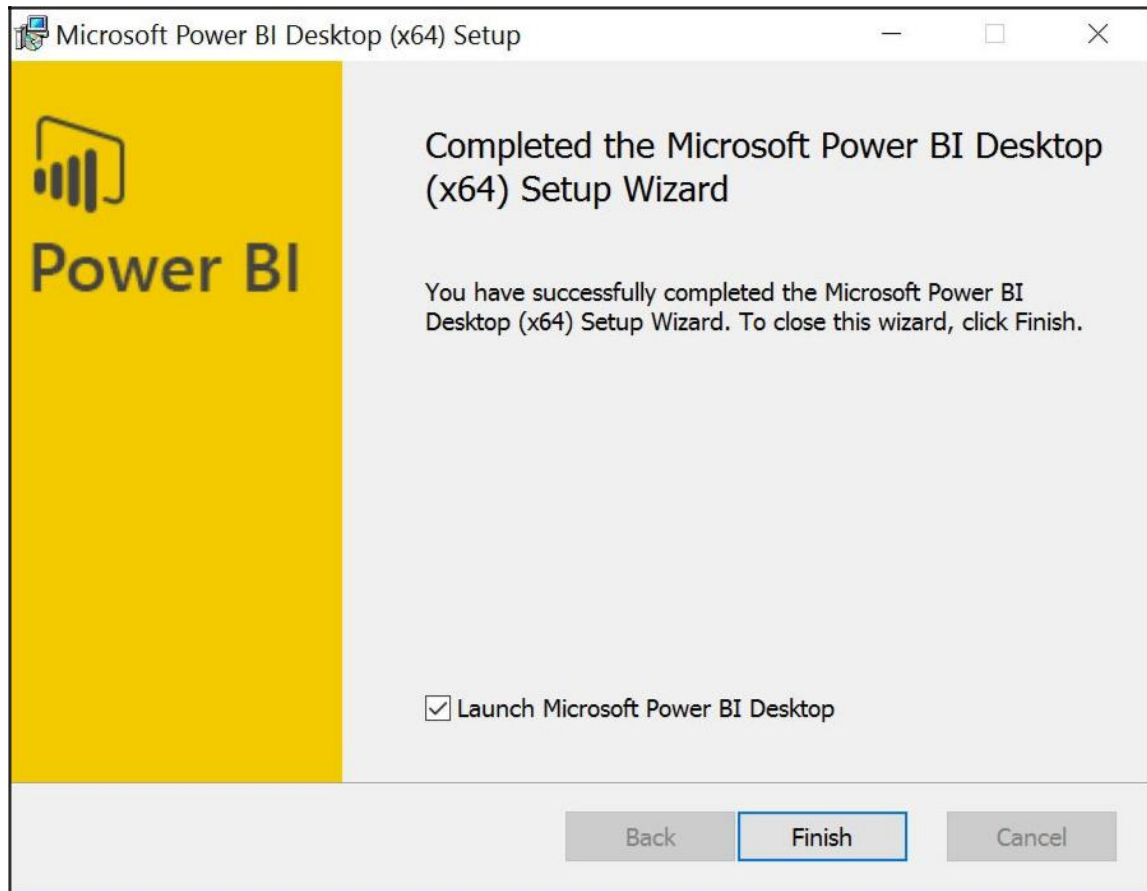 Microsoft Power BI Desktop (x64) Setup
Power BI
Completed the Microsoft Power BI Desktop
(x64) Setup Wizard
You have successfully completed the Microsoft Power BI
Desktop (x64) Setup Wizard. To close this wizard, click Finish.
Launch Microsoft Power BI Desktop
Back Finish Cancel